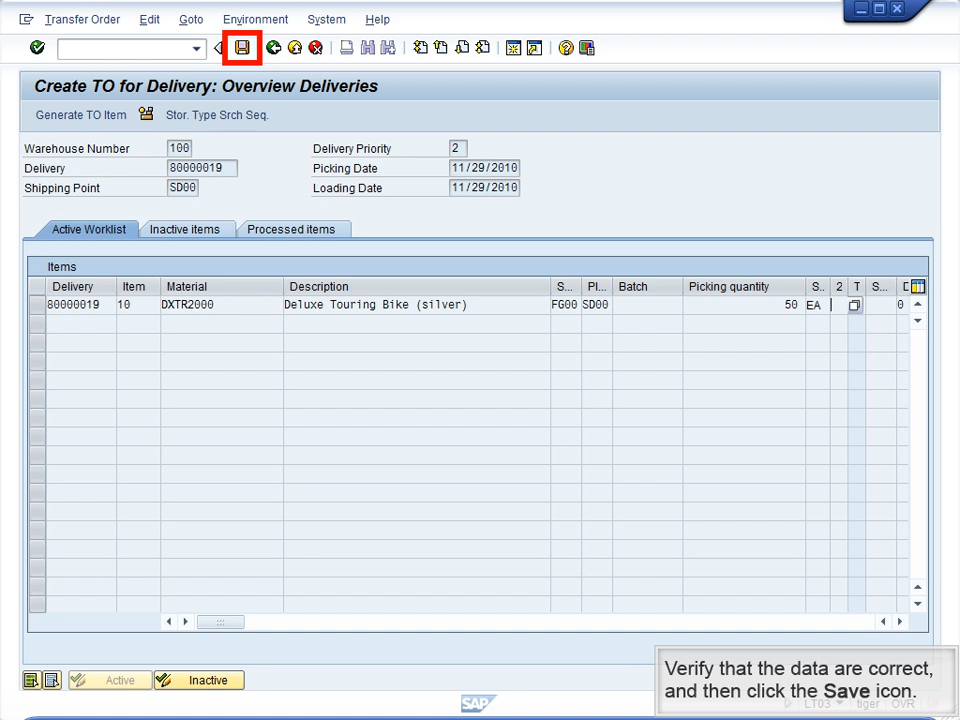 Transfer Order Edit Goto Environment System Help
Create TO for Delivery: Overview Deliveries
Generate TO Item Stor. Type Srch Seq.
Warehouse Number 100 Delivery Priority 2
Delivery 80000019 Picking Date 11/29/2010
Shipping Point SD00 Loading Date 11/29/2010
Active Worklist Inactive items Processed items
Items
Delivery Item Material Description S... Pl... Batch Picking quantity S.. 2 T S... D
80000019 10 DXTR2000 Deluxe Touring Bike (silver) FG00 SD00 50 EA 0
Active Inactive
Verify that the data are correct,
and then click the Save icon.
SAP LT03 tiger OVR